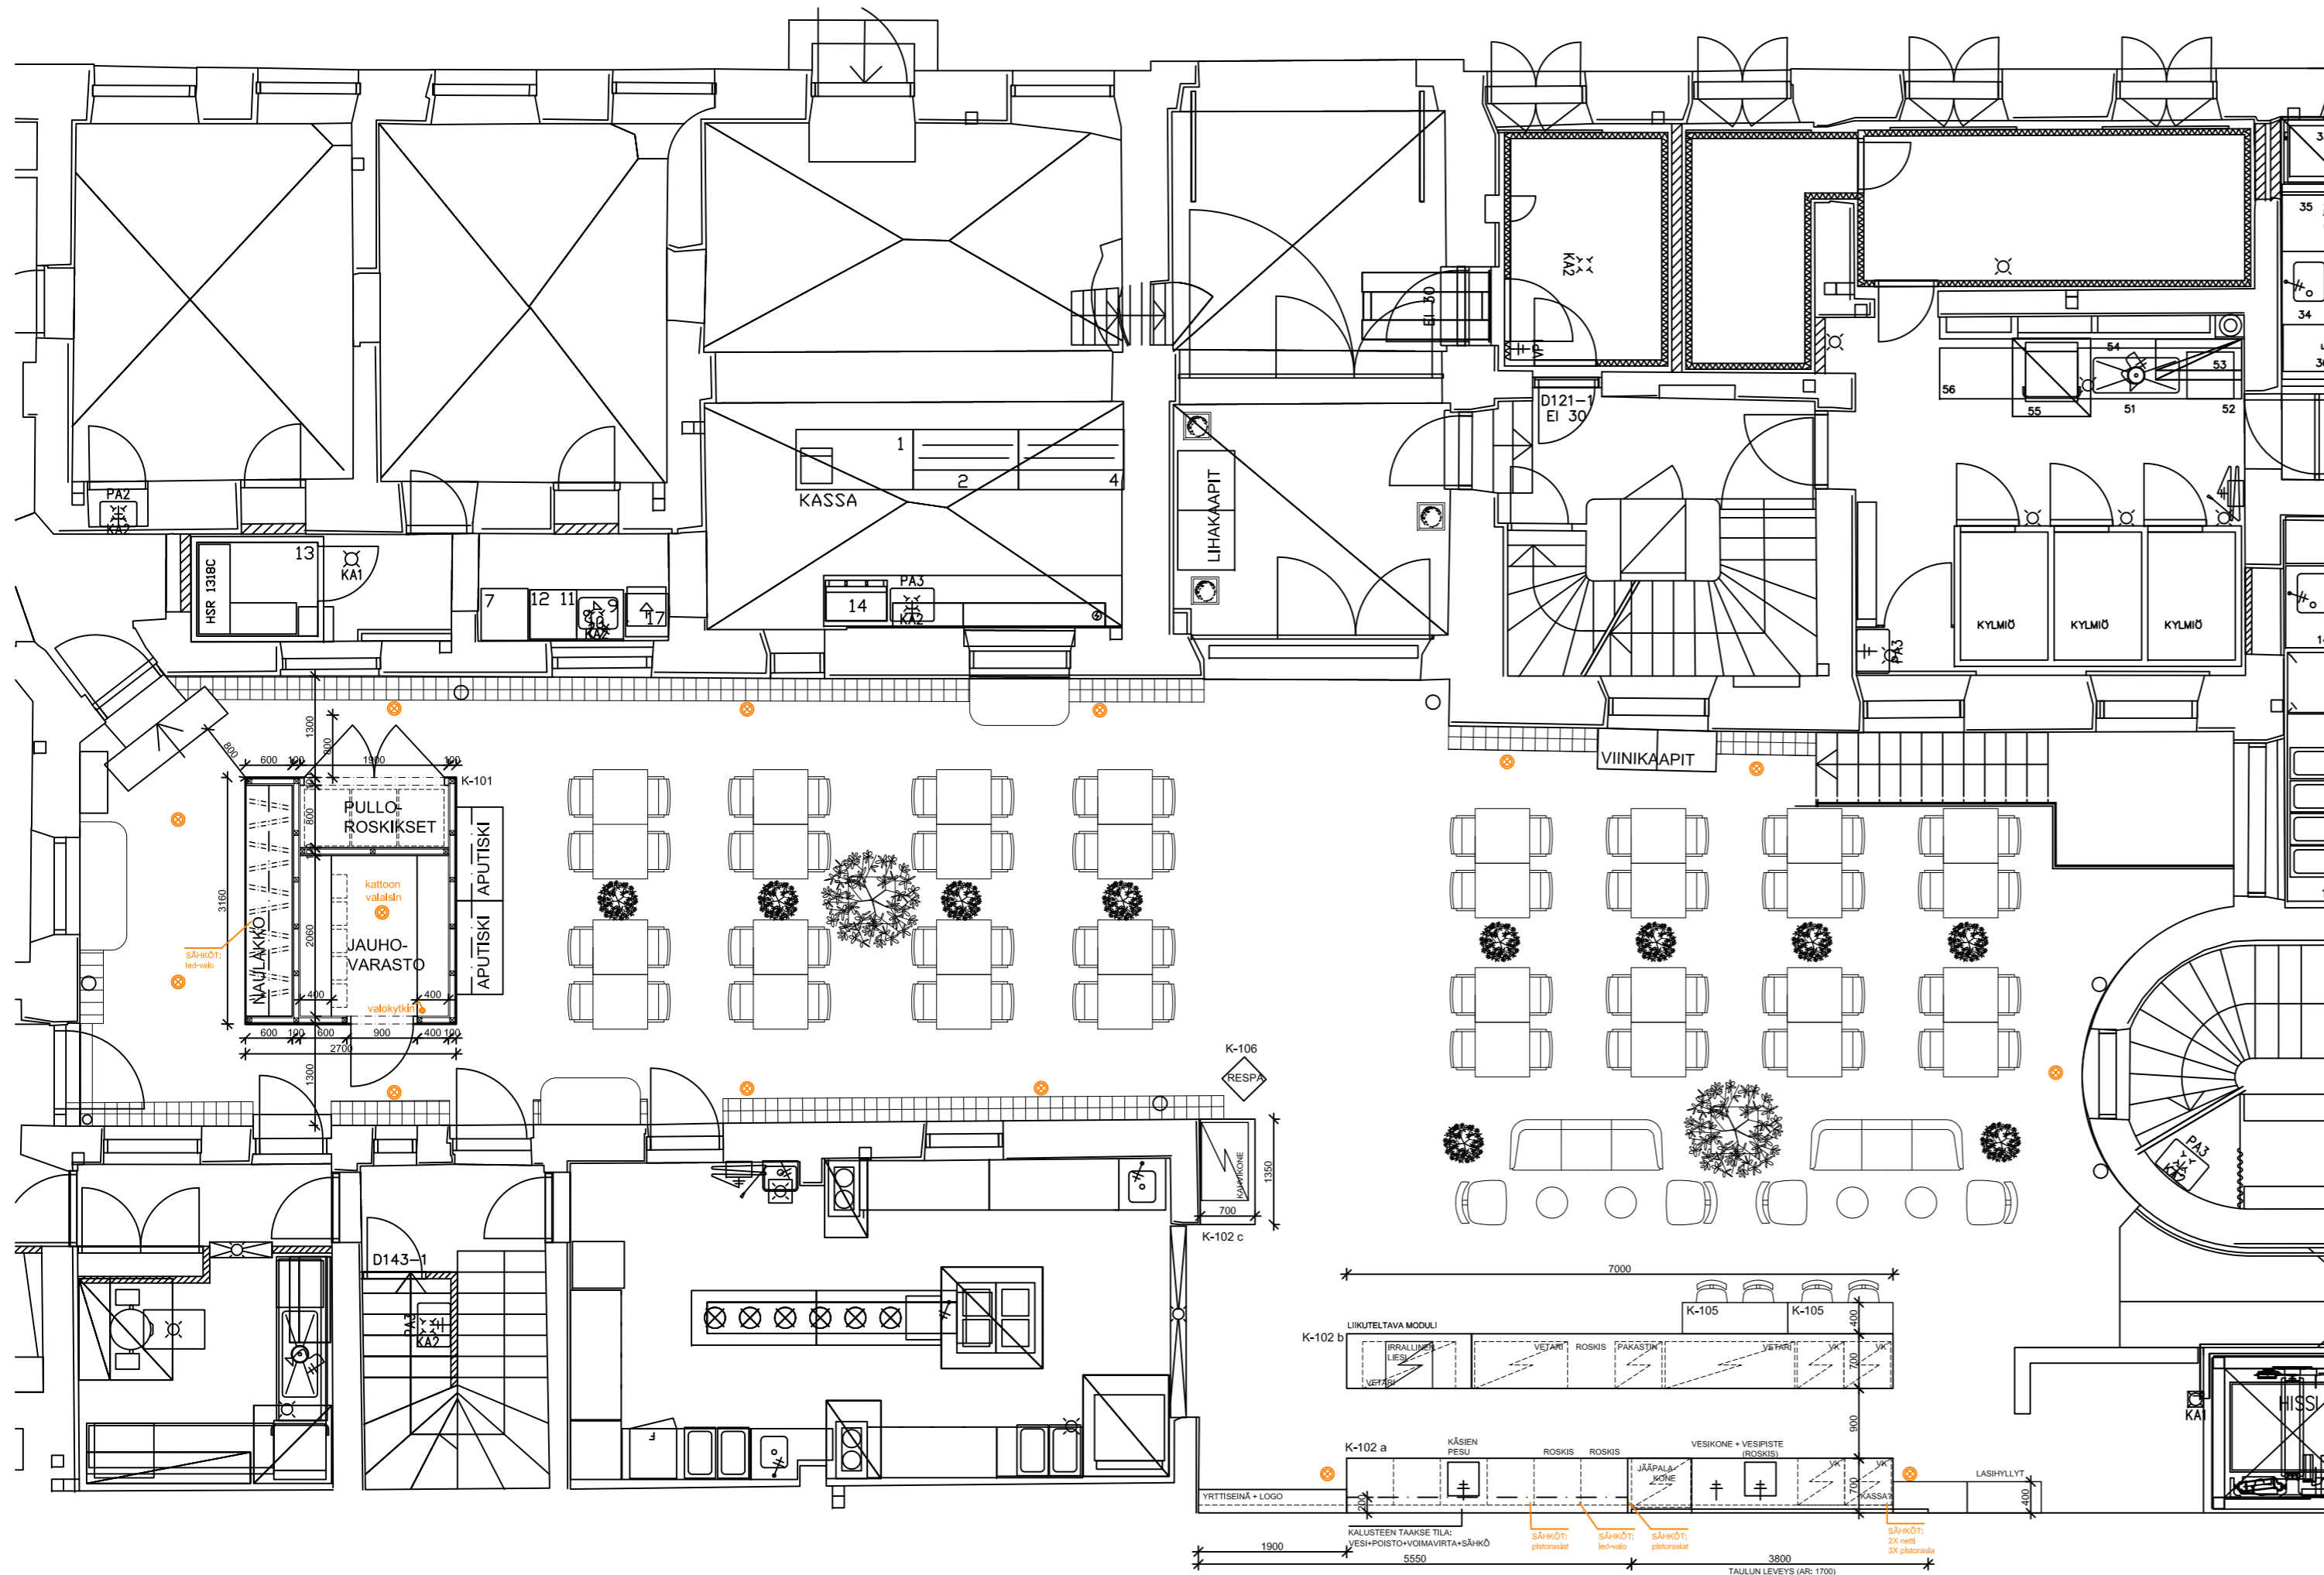 35
34
KA2
EI 30
VP1
D121-1
EI 30
54
53
56
55
51
52
1
2
4
KASSA
LIHAKAAPIT
PA2
KA2
HSR 1318C
13
KA1
7
12
11
9
17
KA2
14
PA3
KA2
KYLMIÖ
KYLMIÖ
KYLMIÖ
PA3
VIINIKAAPIT
1300
800
800
600
100
1900
100
K-101
PULLO-
ROSKIKSET
800
APUTISKI
APUTISKI
3160
kattoon
valaisin
2060
NAULAKKO
JAUHO-
VARASTO
SÄHKÖT:
led-valo
400
400
valokytkin
600
100
600
900
400
100
2700
1300
K-106
RESPA
KAHVIKONE
1350
700
K-102 c
PA3
KA2
D143-1
PA3
KA2
7000
K-105
K-105
400
LIIKUTELTAVA MODULI
K-102 b
IRRALLINEN
LIESI
VETARI
VETARI
ROSKIS
PAKASTIN
VETARI
VK
VK
700
900
HISSI
KA1
K-102 a
KÄSIEN
PESU
ROSKIS
ROSKIS
VESIKONE + VESIPISTE
(ROSKIS)
JÄÄPALA
KONE
VK
VK
KASSA?
700
LASIHYLLYT
400
YRTTISEINÄ + LOGO
200
KALUSTEEN TAAKSE TILA:
VESI+POISTO+VOIMAVIRTA+SÄHKÖ
SÄHKÖT:
pistorasiat
SÄHKÖT:
led-valo
SÄHKÖT:
pistorasiat
SÄHKÖT:
2X netti
3X pistorasia
1900
5550
3800
TAULUN LEVEYS (AR: 1700)